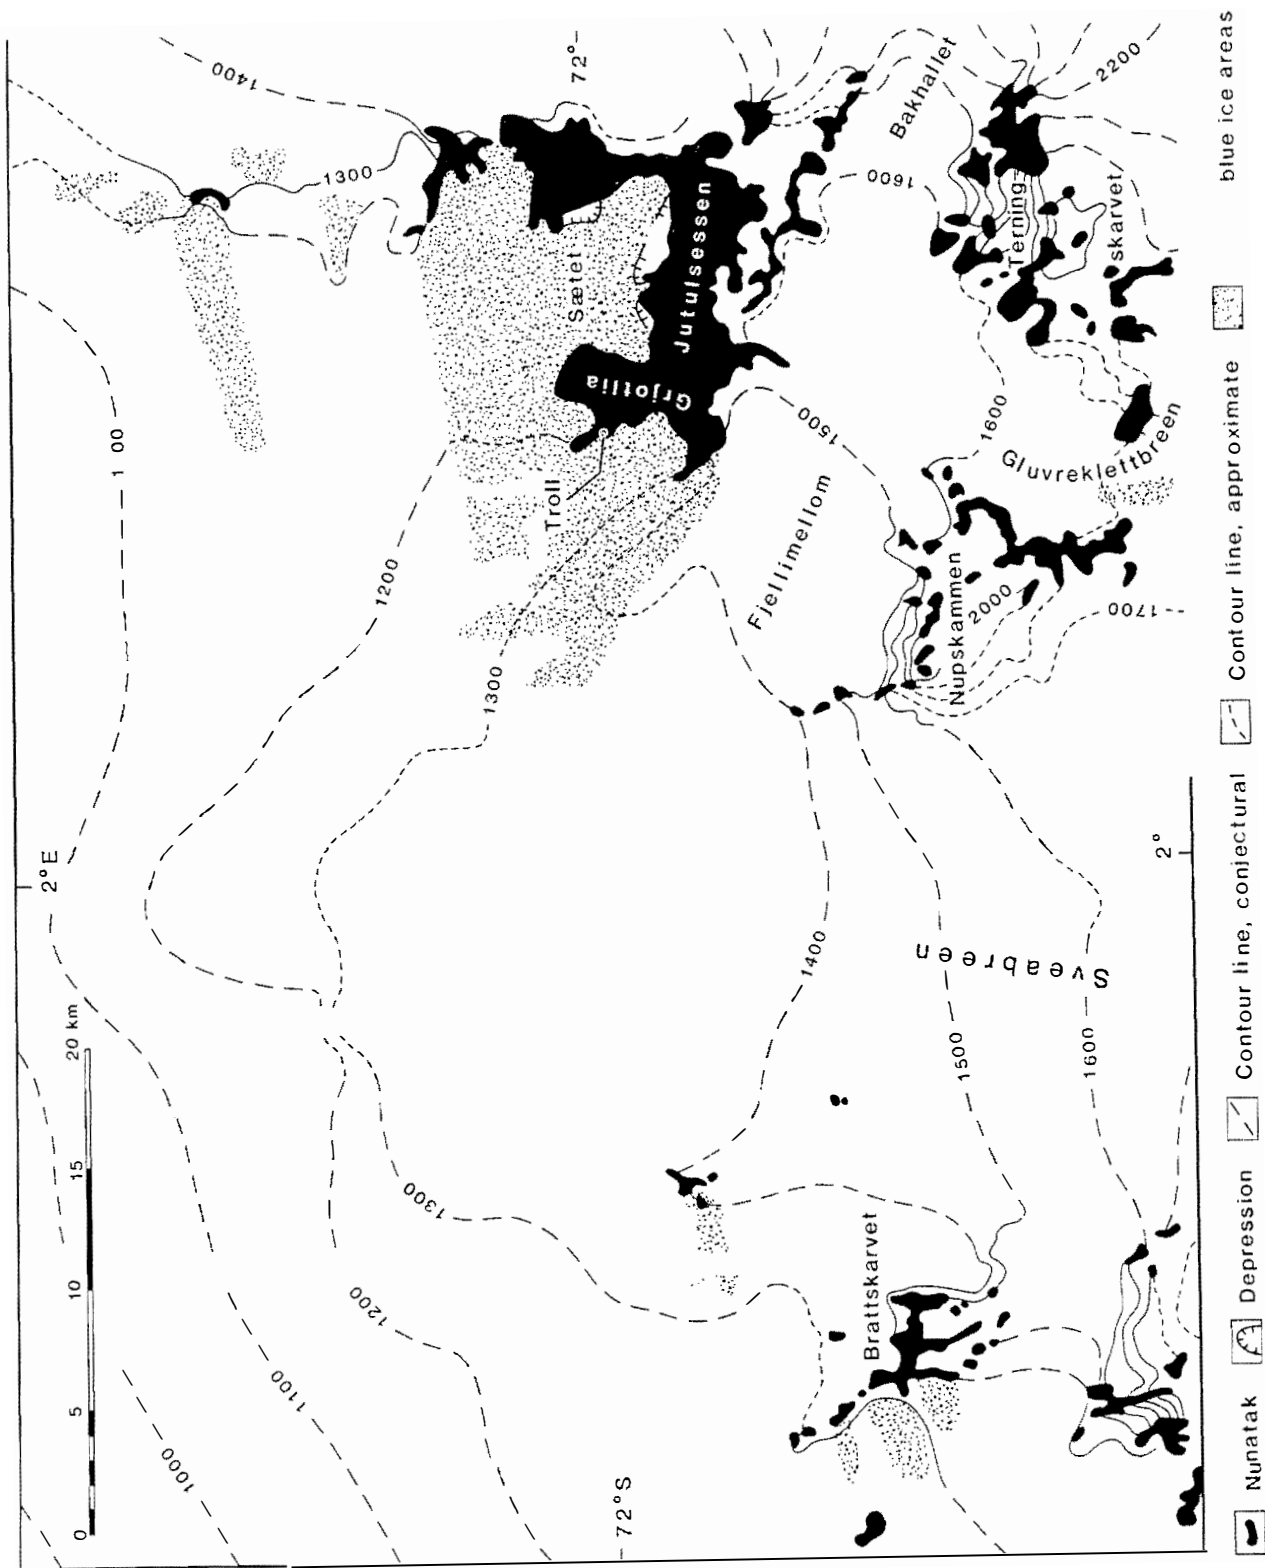 0
5
10
15
20 km
2°E
72°S
72°
2°
1000
1100
1 00
1200
1200
1300
1300
1300
1400
1400
1500
1500
1600
1600
1600
1700
2000
2200
Troll
Sætet
Grjotlia
Jutulsessen
Fjellimellom
Bakhallet
Terning-
skarvet
Gluvreklettbreen
Nupskammen
Sveabreen
Brattskarvet
Nunatak
Depression
Contour line, conjectural
Contour line, approximate
blue ice areas